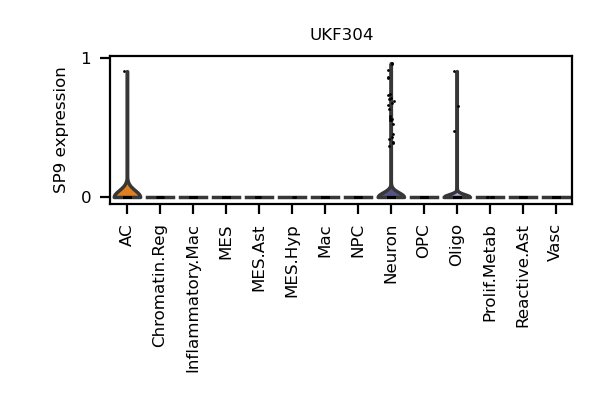 UKF304
SP9 expression
1
0
AC
Chromatin.Reg
Inflammatory.Mac
MES
MES.Ast
MES.Hyp
Mac
NPC
Neuron
OPC
Oligo
Prolif.Metab
Reactive.Ast
Vasc